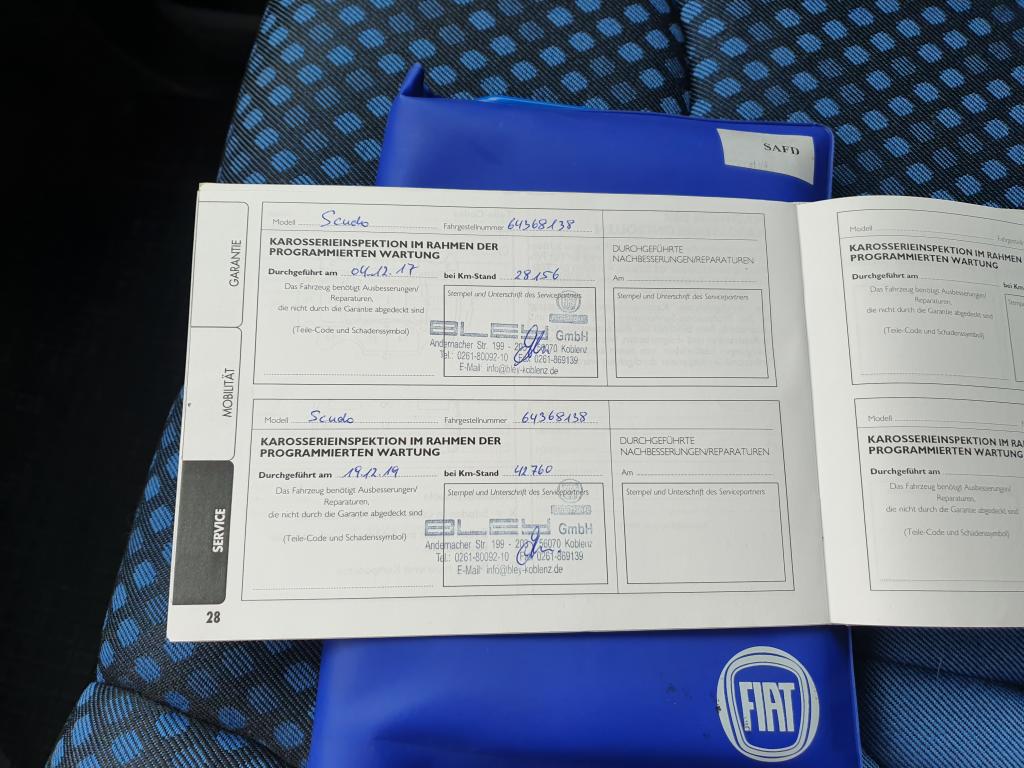 SAFD
GARANTIE
MOBILITÄT
SERVICE
Modell Scudo Fahrgestellnummer 64368138
KAROSSERIEINSPEKTION IM RAHMEN DER
PROGRAMMIERTEN WARTUNG
Durchgeführt am 04.12.17 bei Km-Stand 28156
Das Fahrzeug benötigt Ausbesserungen/
Reparaturen,
die nicht durch die Garantie abgedeckt sind
(Teile-Code und Schadenssymbol)
Stempel und Unterschrift des Servicepartners
BLEY GmbH
Andernacher Str. 199 - 203 56070 Koblenz
Tel.: 0261-80092-10 Fax 0261-869139
E-Mail: info@bley-koblenz.de
DURCHGEFÜHRTE
NACHBESSERUNGEN/REPARATUREN
Am
Stempel und Unterschrift des Servicepartners
Modell Scudo Fahrgestellnummer 64368138
KAROSSERIEINSPEKTION IM RAHMEN DER
PROGRAMMIERTEN WARTUNG
Durchgeführt am 19.12.19 bei Km-Stand 42760
Das Fahrzeug benötigt Ausbesserungen/
Reparaturen,
die nicht durch die Garantie abgedeckt sind
(Teile-Code und Schadenssymbol)
Stempel und Unterschrift des Servicepartners
BLEY GmbH
Andernacher Str. 199 - 203 56070 Koblenz
Tel.: 0261-80092-10 Fax 0261-869139
E-Mail: info@bley-koblenz.de
DURCHGEFÜHRTE
NACHBESSERUNGEN/REPARATUREN
Am
Stempel und Unterschrift des Servicepartners
28
Modell
KAROSSERIEINSPEKTION IM RAHMEN
PROGRAMMIERTEN WARTUNG
Durchgeführt am
Das Fahrzeug benötigt Ausbesserungen/
Reparaturen,
die nicht durch die Garantie abgedeckt sind
(Teile-Code und Schadenssymbol)
Modell
KAROSSERIEINSPEKTION IM
PROGRAMMIERTEN WARTUNG
Durchgeführt am
Das Fahrzeug benötigt Ausbesserungen/
Reparaturen,
die nicht durch die Garantie abgedeckt sind
(Teile-Code und Schadenssymbol)
FIAT